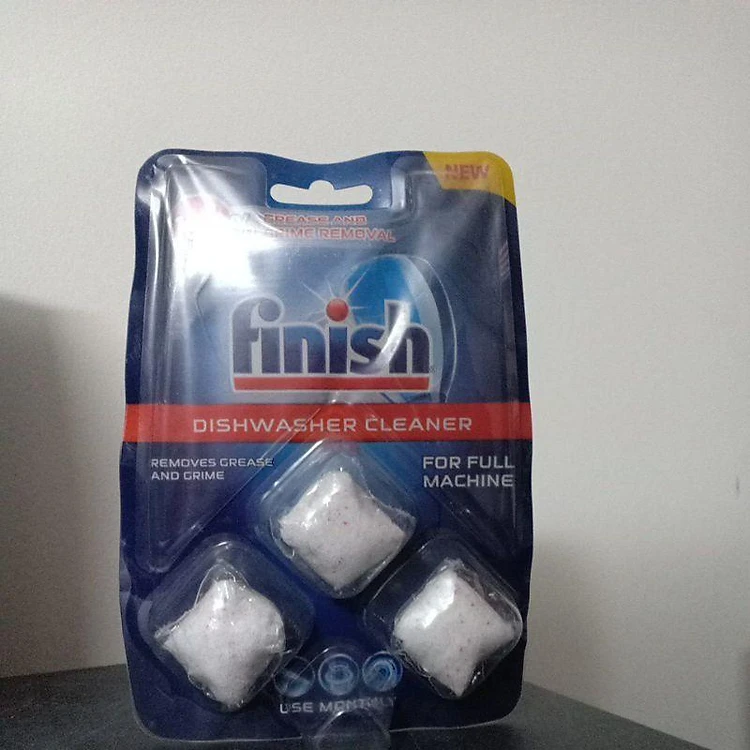 NEW
GREASE AND
GRIME REMOVAL
finish
DISHWASHER CLEANER
REMOVES GREASE
AND GRIME
FOR FULL
MACHINE
USE MONTHLY